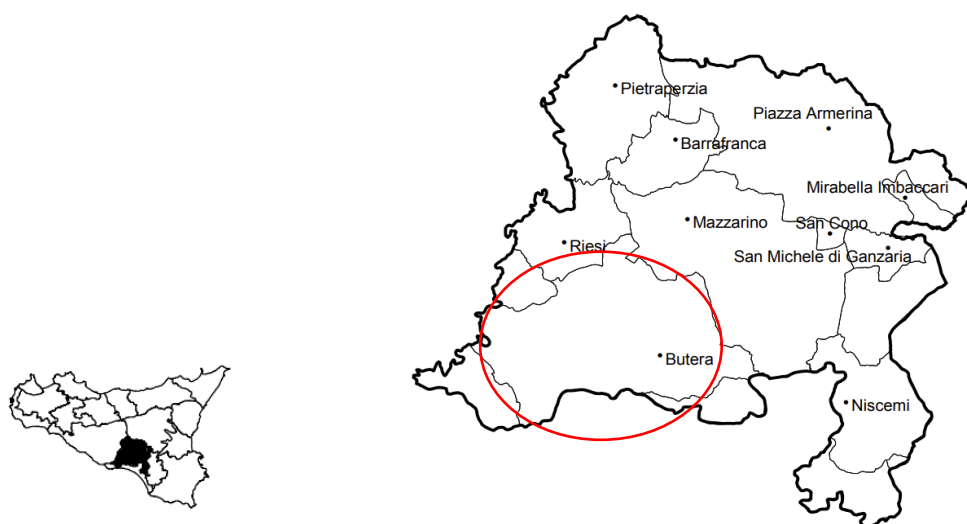 Pietraperzia
Piazza Armerina
Barrafranca
Mirabella Imbaccari
Mazzarino
San Cono
Riesi
San Michele di Ganzaria
Butera
Niscemi